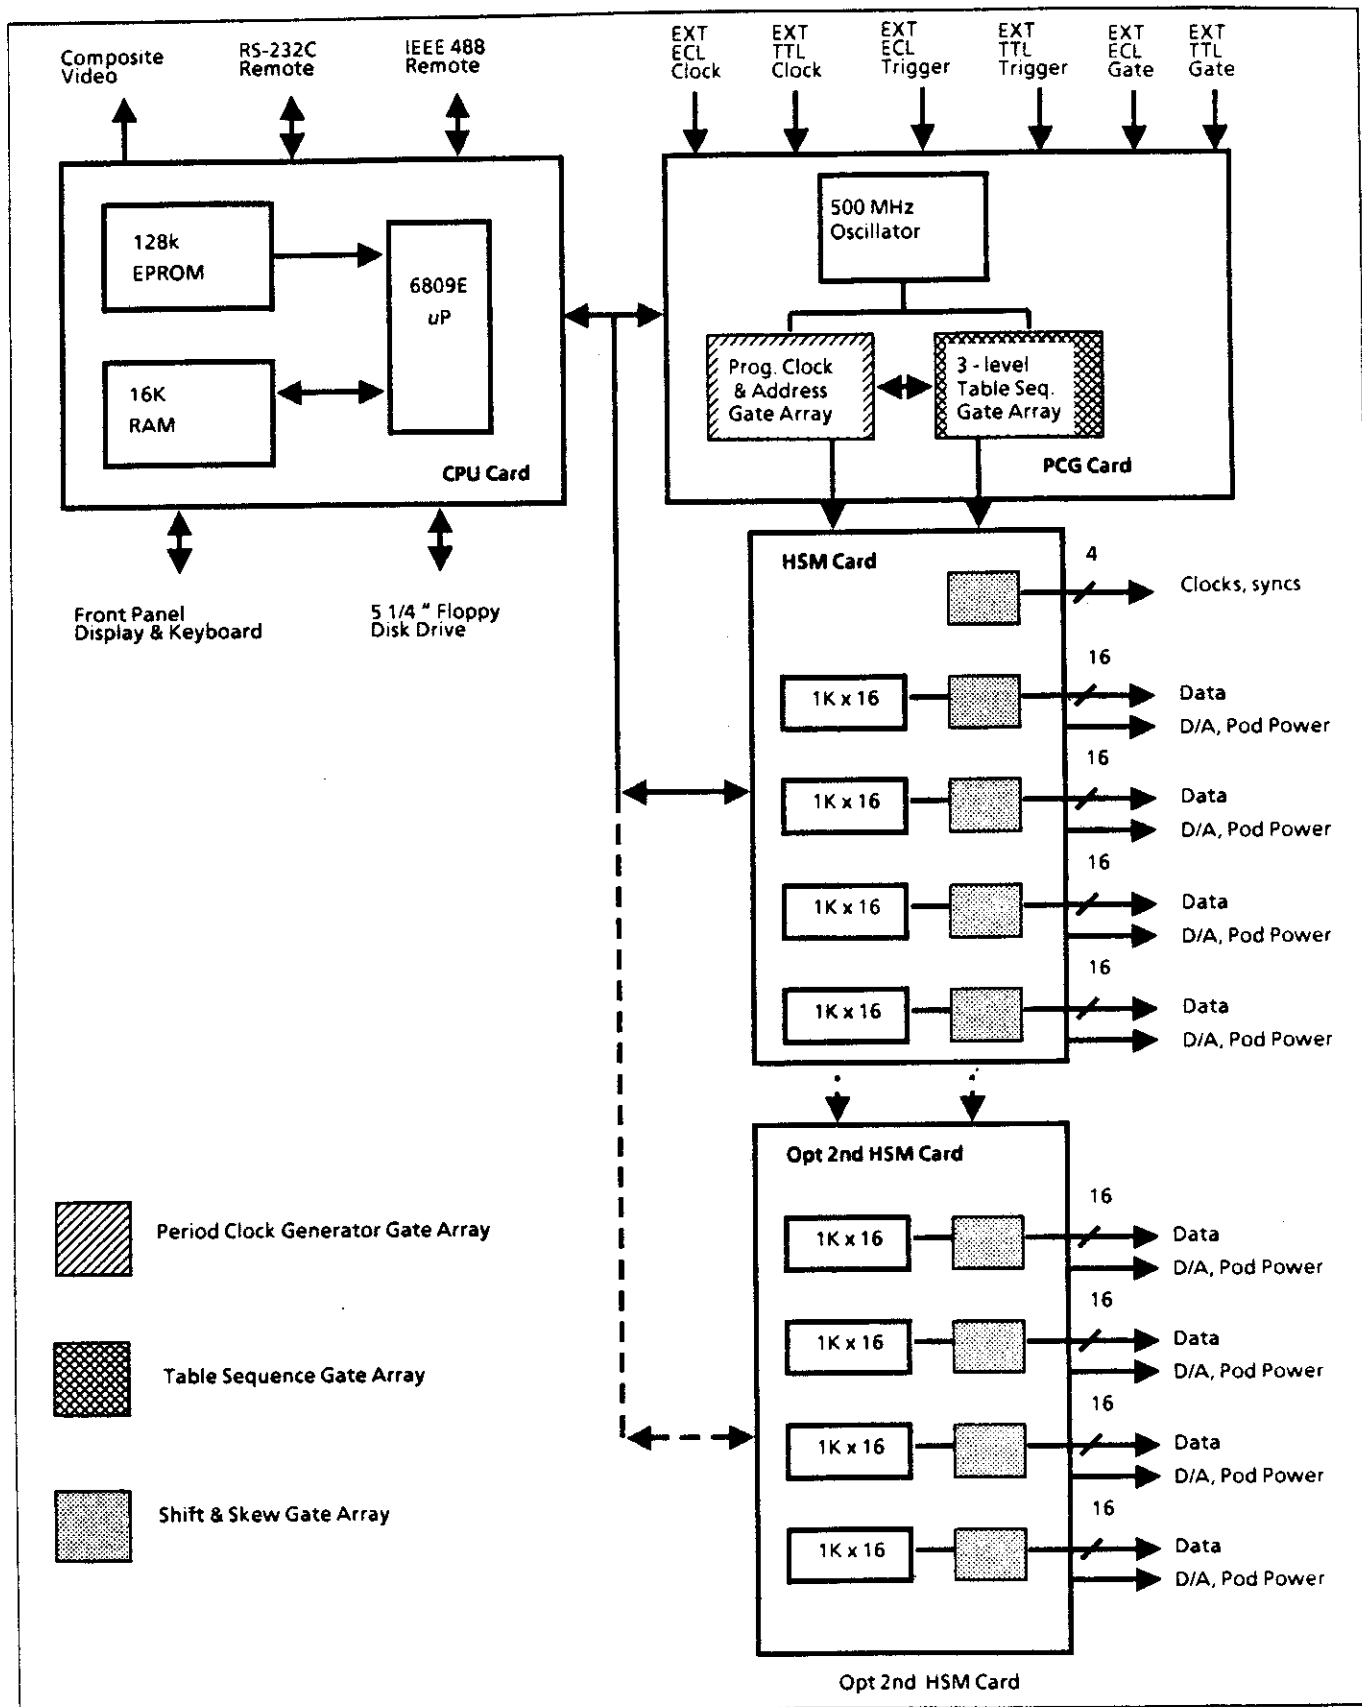 Composite
Video
RS-232C
Remote
IEEE 488
Remote
EXT
ECL
Clock
EXT
TTL
Clock
EXT
ECL
Trigger
EXT
TTL
Trigger
EXT
ECL
Gate
EXT
TTL
Gate
128k
EPROM
6809E
uP
16K
RAM
CPU Card
500 MHz
Oscillator
Prog. Clock
& Address
Gate Array
3 - level
Table Seq.
Gate Array
PCG Card
Front Panel
Display & Keyboard
5 1/4 " Floppy
Disk Drive
HSM Card
4
Clocks, syncs
16
1K x 16
Data
D/A, Pod Power
16
1K x 16
Data
D/A, Pod Power
16
1K x 16
Data
D/A, Pod Power
16
1K x 16
Data
D/A, Pod Power
Opt 2nd HSM Card
16
1K x 16
Data
D/A, Pod Power
16
1K x 16
Data
D/A, Pod Power
16
1K x 16
Data
D/A, Pod Power
16
1K x 16
Data
D/A, Pod Power
Opt 2nd HSM Card
Period Clock Generator Gate Array
Table Sequence Gate Array
Shift & Skew Gate Array